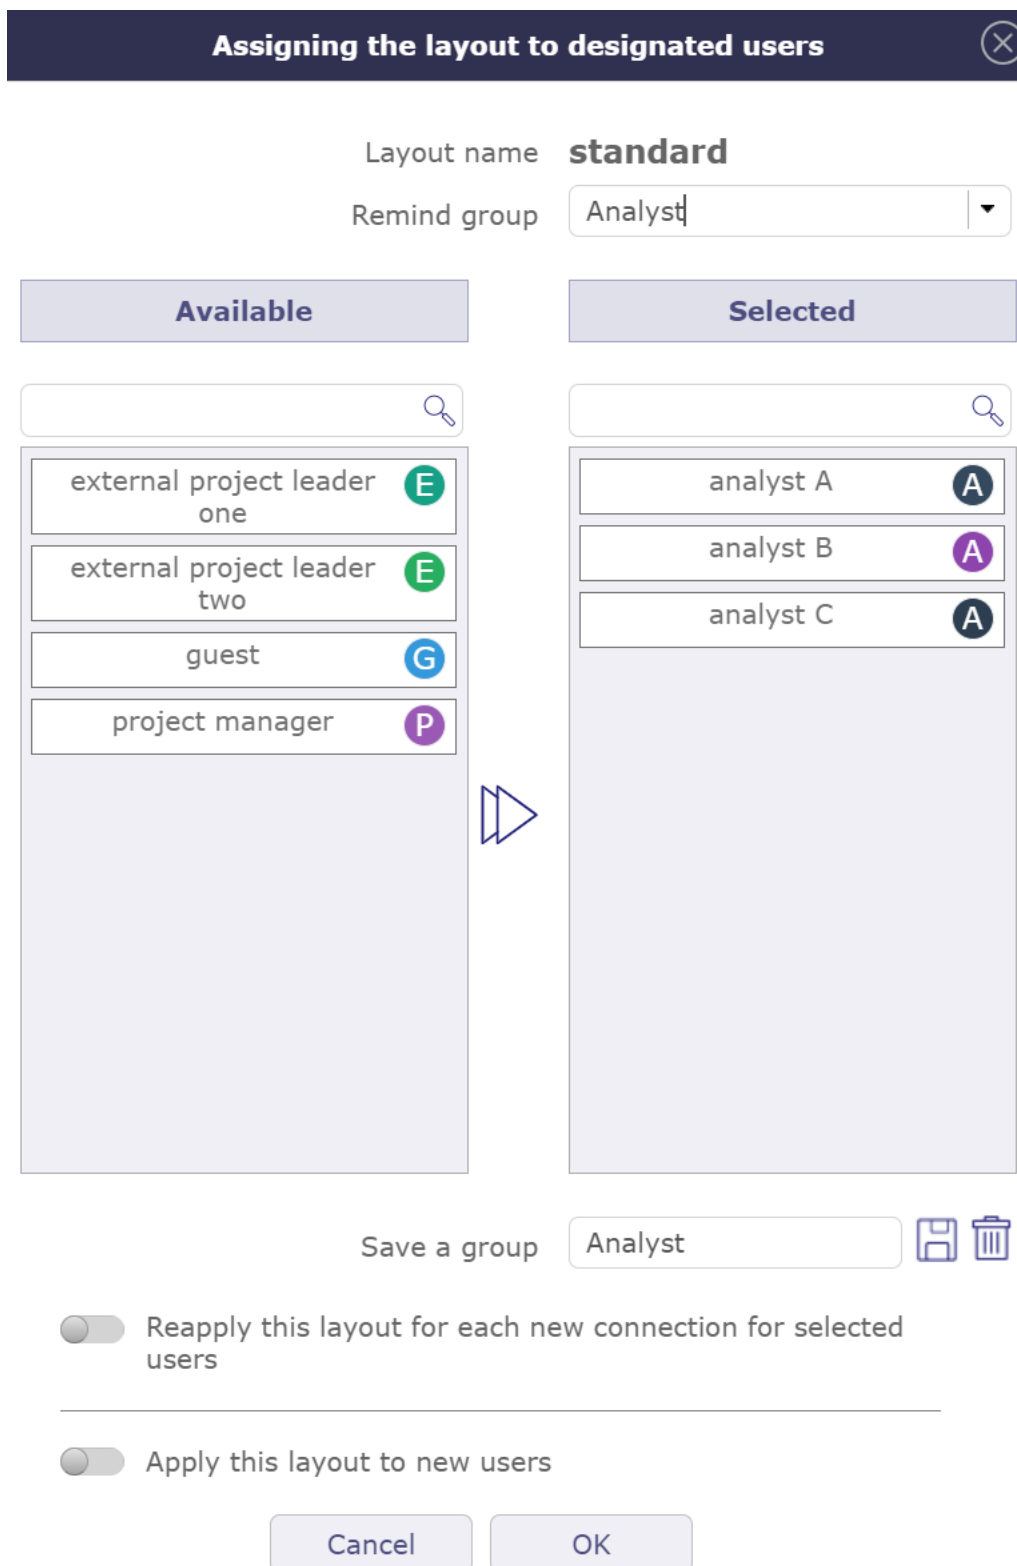 Assigning the layout to designated users
Layout name standard
Remind group Analyst
Available
Selected
external project leader
one
E
external project leader
two
E
guest G
project manager P
analyst A A
analyst B A
analyst C A
Save a group Analyst
Reapply this layout for each new connection for selected
users
Apply this layout to new users
Cancel
OK